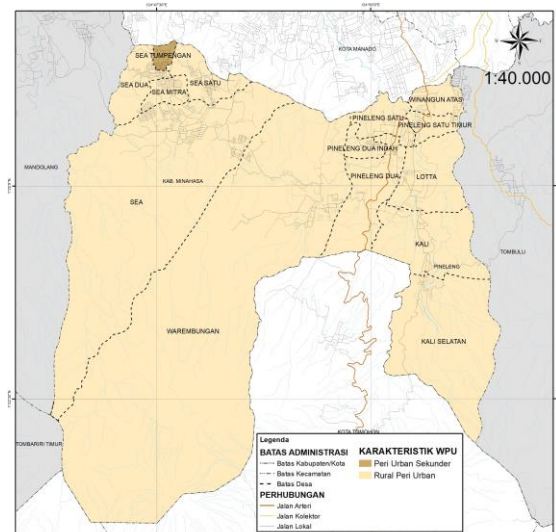 KOTA MANADO
1:40.000
SEA TUMPENGAN
SEA DUA
SEA SATU
SEA MITRA
WINANGUN ATAS
PINELENG SATU
PINELENG SATU TIMUR
PINELENG DUA INDAH
MANDOLANG
KAB. MINAHASA
PINELENG DUA
LOTTA
SEA
KALI
TOMBULU
PINELENG
WAREMBUNGAN
KALI SELATAN
KOTA TOMOHON
TOMBARIRI TIMUR
Legenda
BATAS ADMINISTRASI
Batas Kabupaten/Kota
Batas Kecamatan
Batas Desa
PERHUBUNGAN
Jalan Arteri
Jalan Kolektor
Jalan Lokal
KARAKTERISTIK WPU
Peri Urban Sekunder
Rural Peri Urban